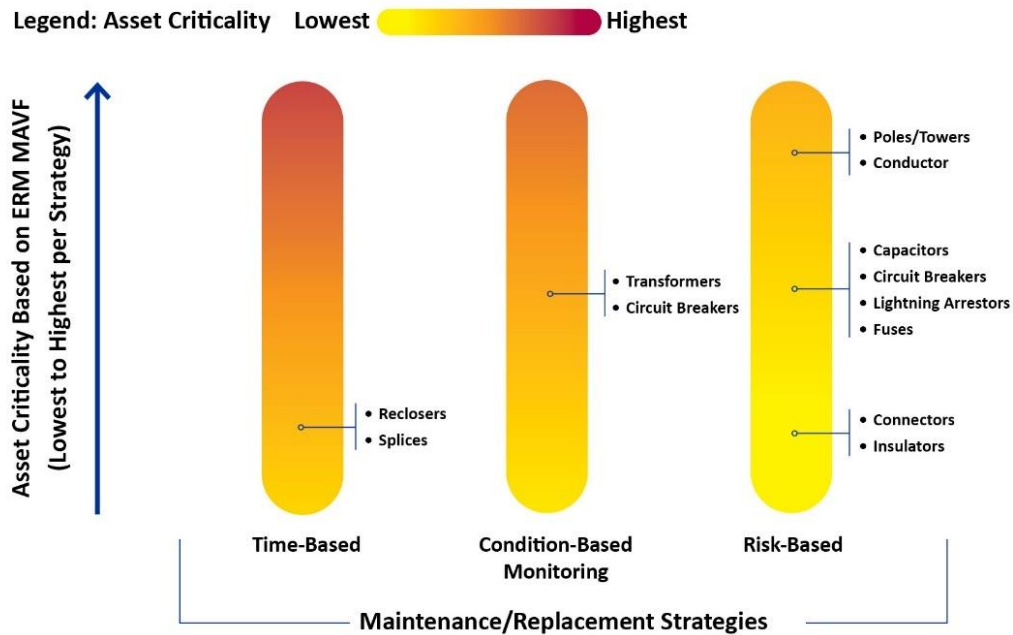 Legend: Asset Criticality Lowest Highest
Asset Criticality Based on ERM MAVF
(Lowest to Highest per Strategy)
• Reclosers
• Splices
• Transformers
• Circuit Breakers
• Poles/Towers
• Conductor
• Capacitors
• Circuit Breakers
• Lightning Arrestors
• Fuses
• Connectors
• Insulators
Time-Based
Condition-Based
Monitoring
Risk-Based
Maintenance/Replacement Strategies